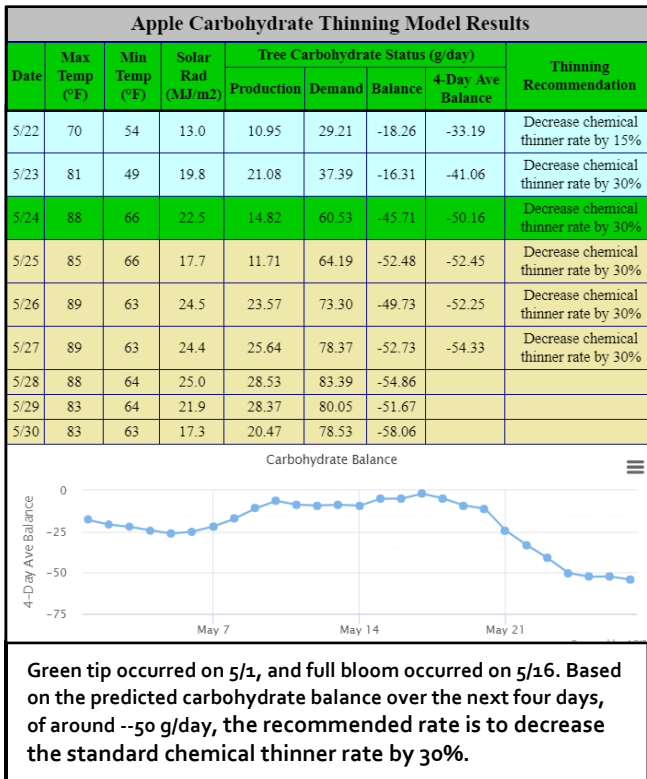 Apple Carbohydrate Thinning Model Results
Date Max Temp (°F) Min Temp (°F) Solar Rad (MJ/m2) Tree Carbohydrate Status (g/day) Thinning Recommendation
Production Demand Balance 4-Day Ave Balance
5/22 70 54 13.0 10.95 29.21 -18.26 -33.19 Decrease chemical thinner rate by 15%
5/23 81 49 19.8 21.08 37.39 -16.31 -41.06 Decrease chemical thinner rate by 30%
5/24 88 66 22.5 14.82 60.53 -45.71 -50.16 Decrease chemical thinner rate by 30%
5/25 85 66 17.7 11.71 64.19 -52.48 -52.45 Decrease chemical thinner rate by 30%
5/26 89 63 24.5 23.57 73.30 -49.73 -52.25 Decrease chemical thinner rate by 30%
5/27 89 63 24.4 25.64 78.37 -52.73 -54.33 Decrease chemical thinner rate by 30%
5/28 88 64 25.0 28.53 83.39 -54.86
5/29 83 64 21.9 28.37 80.05 -51.67
5/30 83 63 17.3 20.47 78.53 -58.06
Carbohydrate Balance
4-Day Ave Balance
0
-25
-50
-75
May 7 May 14 May 21
Green tip occurred on 5/1, and full bloom occurred on 5/16. Based
on the predicted carbohydrate balance over the next four days,
of around --50 g/day, the recommended rate is to decrease
the standard chemical thinner rate by 30%.